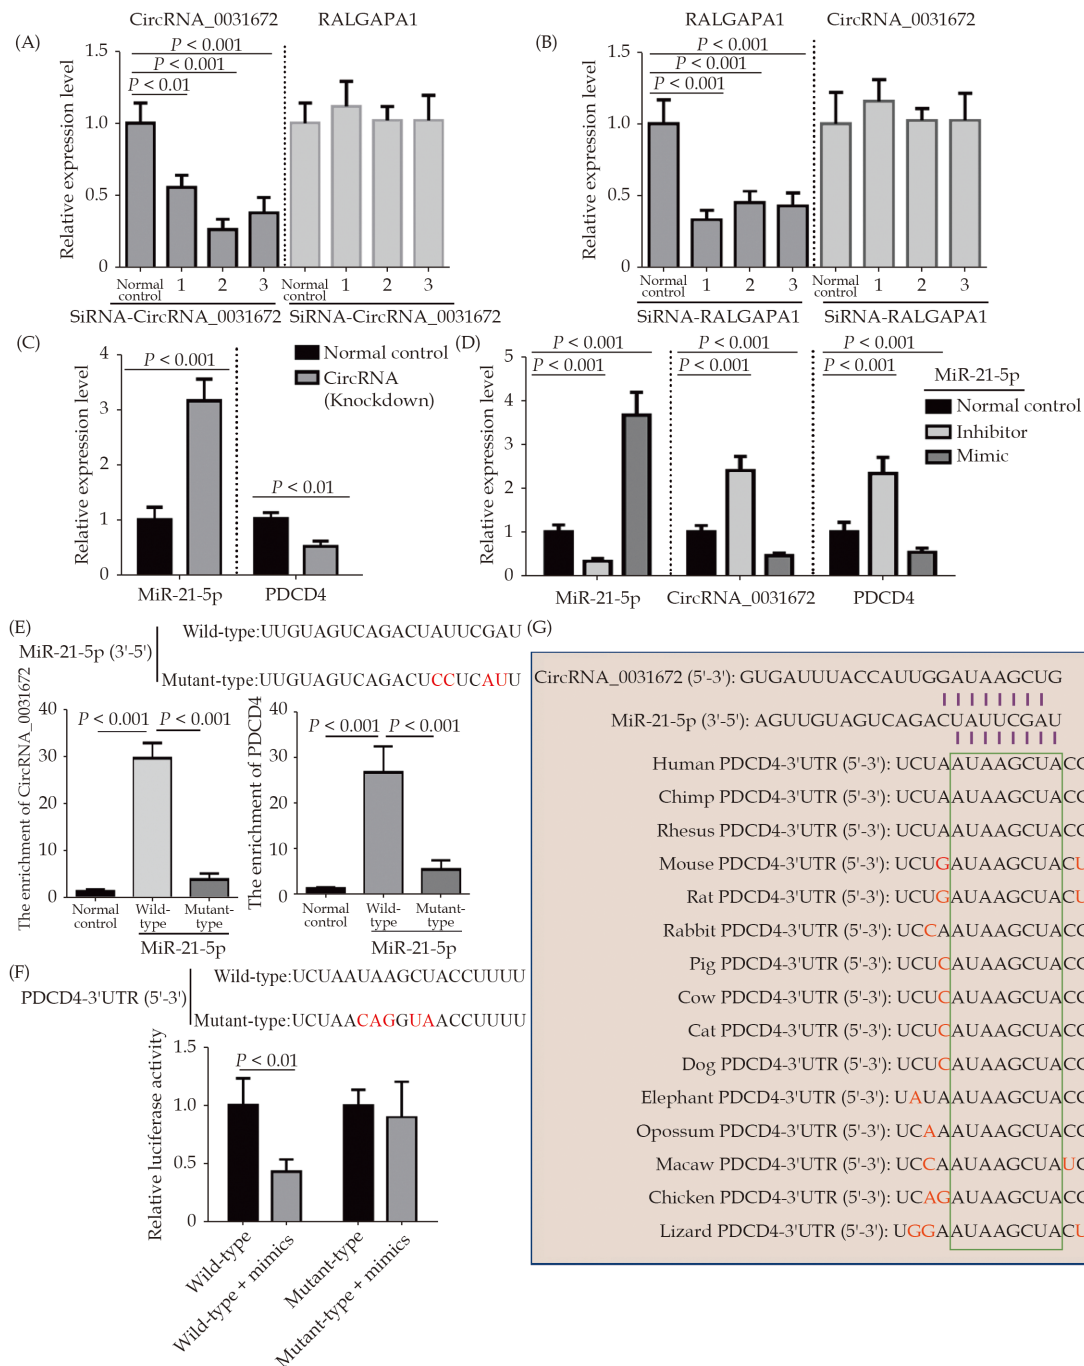 (A)
CircRNA_0031672 RALGAPA1
P < 0.001
P < 0.001
P < 0.01
Relative expression level
1.5
1.0
0.5
0
Normal control 1 2 3 Normal control 1 2 3
SiRNA-CircRNA_0031672 SiRNA-CircRNA_0031672
(B)
RALGAPA1 CircRNA_0031672
P < 0.001
P < 0.001
P < 0.001
Relative expression level
1.5
1.0
0.5
0
Normal control 1 2 3 Normal control 1 2 3
SiRNA-RALGAPA1 SiRNA-RALGAPA1
(C)
P < 0.001
P < 0.01
Normal control
CircRNA
(Knockdown)
Relative expression level
4
3
2
1
0
MiR-21-5p PDCD4
(D)
P < 0.001 P < 0.001 P < 0.001
P < 0.001 P < 0.001 P < 0.001
MiR-21-5p
Normal control
Inhibitor
Mimic
Relative expression level
5
4
3
2
1
0
MiR-21-5p CircRNA_0031672 PDCD4
(E)
MiR-21-5p (3'-5')
Wild-type:UUGUAGUCAGACUAUUCGAU
Mutant-type:UUGUAGUCAGACUCCUCAUU
The enrichment of CircRNA_0031672
P < 0.001 P < 0.001
40
30
20
10
0
Normal control Wild-type Mutant-type
MiR-21-5p
The enrichment of PDCD4
P < 0.001 P < 0.001
40
30
20
10
0
Normal control Wild-type Mutant-type
MiR-21-5p
(F)
PDCD4-3'UTR (5'-3')
Wild-type:UCUAAUAAGCUACCUUUU
Mutant-type:UCUAACAGGUAACCUUUU
Relative luciferase activity
P < 0.01
1.5
1.0
0.5
0
Wild-type
Wild-type + mimics
Mutant-type
Mutant-type + mimics
(G)
CircRNA_0031672 (5'-3'): GUGAUUUACCAUUGGAUAAGCUG
MiR-21-5p (3'-5'): AGUUGUAGUCAGACUAUUCGAU
Human PDCD4-3'UTR (5'-3'): UCUAAUAAGCUACC
Chimp PDCD4-3'UTR (5'-3'): UCUAAUAAGCUACC
Rhesus PDCD4-3'UTR (5'-3'): UCUAAUAAGCUACC
Mouse PDCD4-3'UTR (5'-3'): UCUGAUAAGCUACU
Rat PDCD4-3'UTR (5'-3'): UCUGAUAAGCUACU
Rabbit PDCD4-3'UTR (5'-3'): UCCAAUAAGCUACC
Pig PDCD4-3'UTR (5'-3'): UCUCAUAAGCUACC
Cow PDCD4-3'UTR (5'-3'): UCUCAUAAGCUACC
Cat PDCD4-3'UTR (5'-3'): UCUCAUAAGCUACC
Dog PDCD4-3'UTR (5'-3'): UCUCAUAAGCUACC
Elephant PDCD4-3'UTR (5'-3'): UAUAAUAAGCUACC
Opossum PDCD4-3'UTR (5'-3'): UCAAAUAAGCUACC
Macaw PDCD4-3'UTR (5'-3'): UCCAAUAAGCUAUC
Chicken PDCD4-3'UTR (5'-3'): UCAGAUAAGCUACC
Lizard PDCD4-3'UTR (5'-3'): UGGAAUAAGCUACU